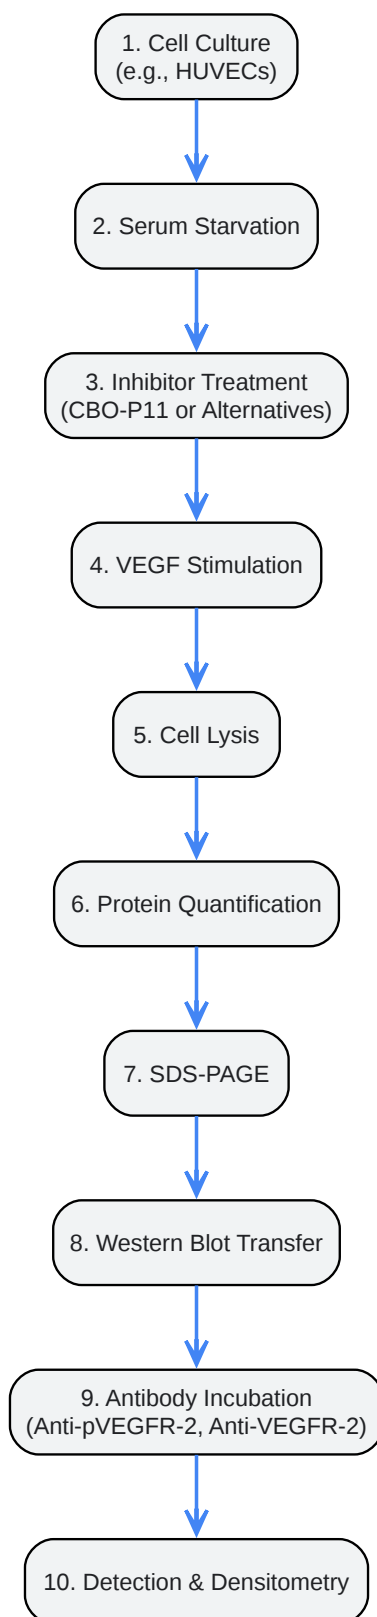 1. Cell Culture
(e.g., HUVECs)
2. Serum Starvation
3. Inhibitor Treatment
(CBO-P11 or Alternatives)
4. VEGF Stimulation
5. Cell Lysis
6. Protein Quantification
7. SDS-PAGE
8. Western Blot Transfer
9. Antibody Incubation
(Anti-pVEGFR-2, Anti-VEGFR-2)
10. Detection & Densitometry